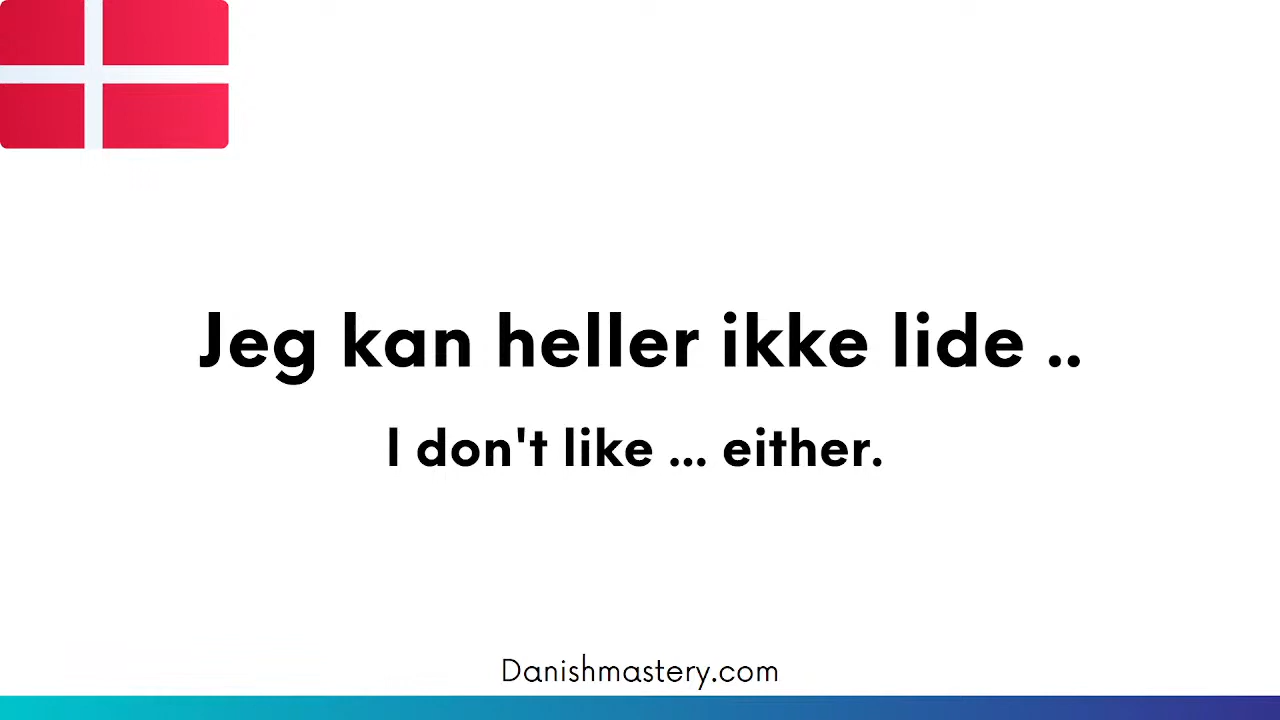 Jeg kan heller ikke lide ..
I don't like ... either.
Danishmastery.com